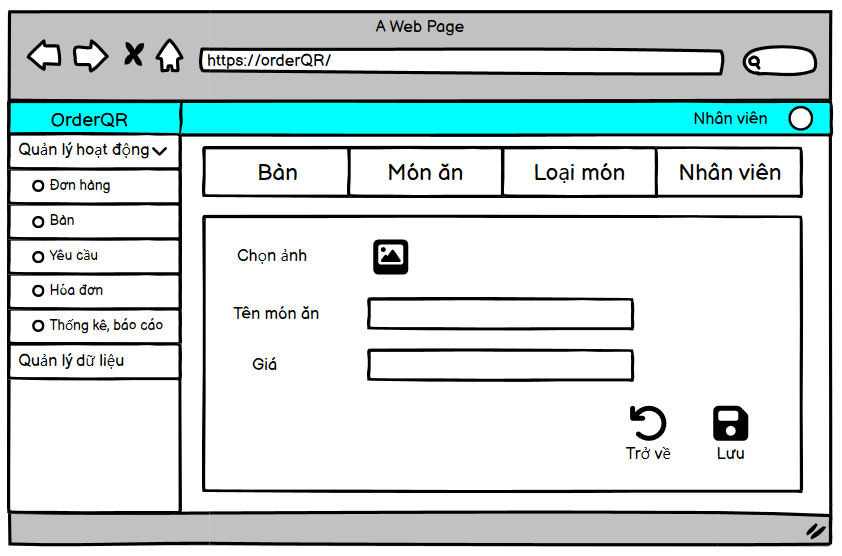 A Web Page
https://orderQR/
OrderQR
Nhân viên
Quản lý hoạt động
Đơn hàng
Bàn
Yêu cầu
Hóa đơn
Thống kê, báo cáo
Quản lý dữ liệu
Bàn
Món ăn
Loại món
Nhân viên
Chọn ảnh
Tên món ăn
Giá
Trở về
Lưu